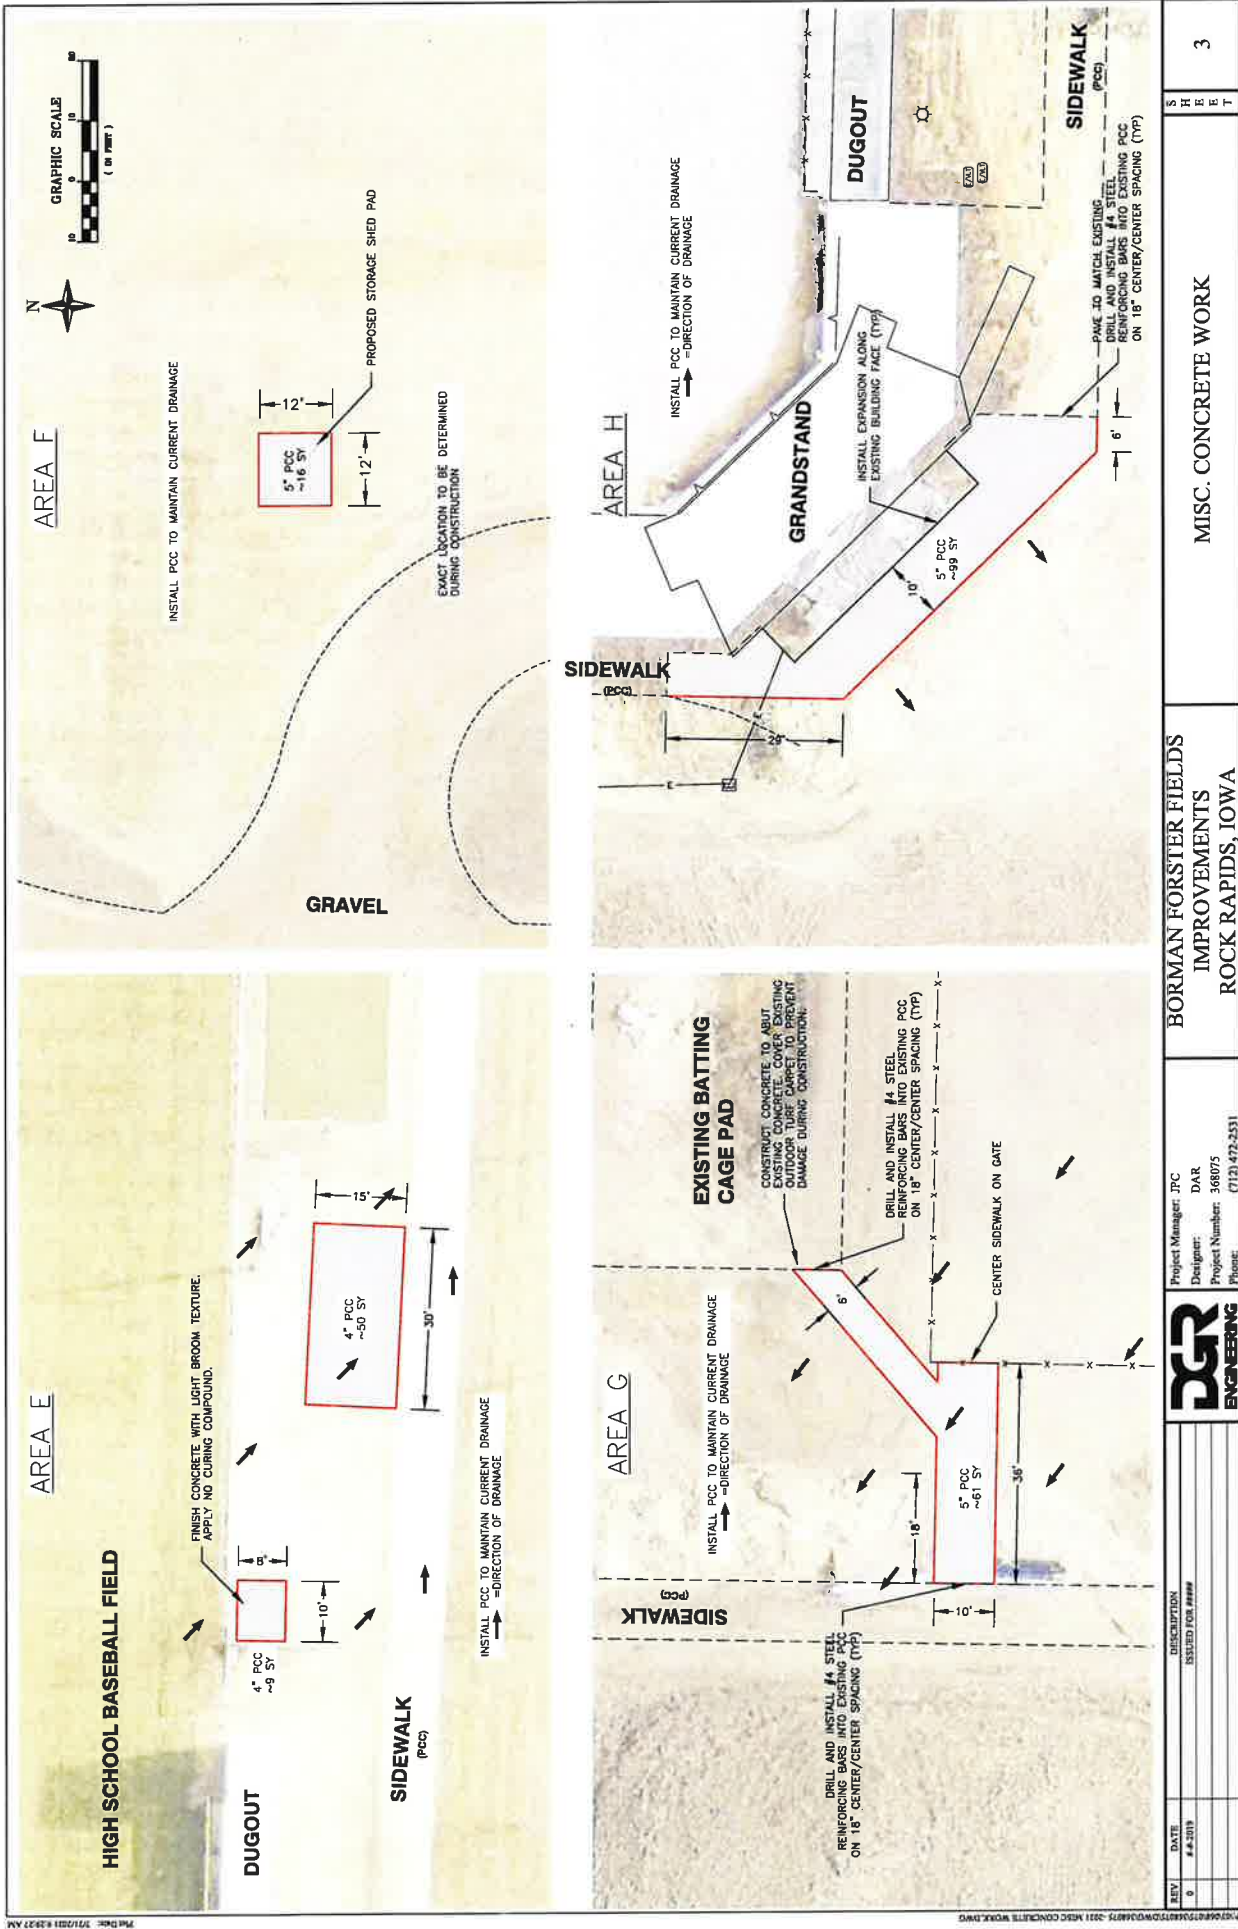 AREA E
HIGH SCHOOL BASEBALL FIELD
FINISH CONCRETE WITH LIGHT BROOM TEXTURE.
APPLY NO CURING COMPOUND.
DUGOUT
8'
10'
4" PCC
~9 SY
15'
4" PCC
~50 SY
30'
SIDEWALK
(PCC)
INSTALL PCC TO MAINTAIN CURRENT DRAINAGE
=DIRECTION OF DRAINAGE
AREA F
N
GRAPHIC SCALE
10 0 10 20
( IN FEET )
INSTALL PCC TO MAINTAIN CURRENT DRAINAGE
12'
5" PCC
~16 SY
12'
PROPOSED STORAGE SHED PAD
EXACT LOCATION TO BE DETERMINED
DURING CONSTRUCTION
GRAVEL
AREA G
EXISTING BATTING
CAGE PAD
INSTALL PCC TO MAINTAIN CURRENT DRAINAGE
=DIRECTION OF DRAINAGE
CONSTRUCT CONCRETE TO ABUT
EXISTING CONCRETE. COVER EXISTING
OUTDOOR TURF CARPET TO PREVENT
DAMAGE DURING CONSTRUCTION.
DRILL AND INSTALL #4 STEEL
REINFORCING BARS INTO EXISTING PCC
ON 18" CENTER/CENTER SPACING (TYP)
6'
SIDEWALK
(PCC)
DRILL AND INSTALL #4 STEEL
REINFORCING BARS INTO EXISTING PCC
ON 18" CENTER/CENTER SPACING (TYP)
18'
10'
5" PCC
~61 SY
36'
CENTER SIDEWALK ON GATE
AREA H
INSTALL PCC TO MAINTAIN CURRENT DRAINAGE
=DIRECTION OF DRAINAGE
SIDEWALK
(PCC)
GRANDSTAND
DUGOUT
INSTALL EXPANSION ALONG
EXISTING BUILDING FACE (TYP)
29'
10'
5" PCC
~99 SY
6'
SIDEWALK
(PCC)
PAVE TO MATCH EXISTING
DRILL AND INSTALL #4 STEEL
REINFORCING BARS INTO EXISTING PCC
ON 18" CENTER/CENTER SPACING (TYP)
REV DATE DESCRIPTION
0 #-#-2019 ISSUED FOR ####
DGR
ENGINEERING
Project Manager: JPC
Designer: DAR
Project Number: 368075
Phone: (712) 472-2531
BORMAN FORSTER FIELDS
IMPROVEMENTS
ROCK RAPIDS, IOWA
MISC. CONCRETE WORK
SHEET
3